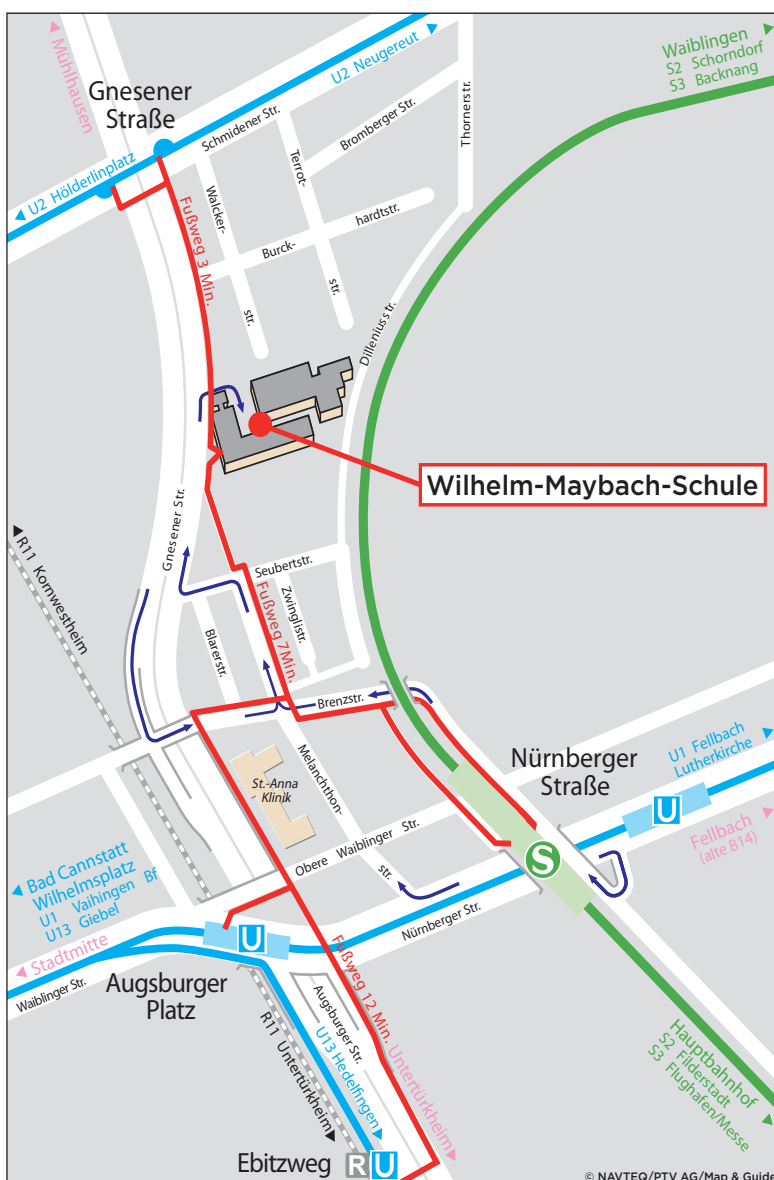 Mühlhausen
U2 Neugereut
Waiblingen
S2 Schorndorf
S3 Backnang
Gnesener
Straße
Schmidener Str.
Bromberger Str.
Thornerstr.
Terrot-
str.
U2 Hölderlinplatz
Fußweg 3 Min.
Walcker-
str.
Burck-
hardtstr.
Dilleniusstr.
Wilhelm-Maybach-Schule
Gnesener Str.
R11 Kornwestheim
Seubertstr.
Zwinglistr.
Fußweg 7Min.
Blarerstr.
Brenzstr.
Nürnberger
Straße
U1 Fellbach
Lutherkirche
U
Fellbach
(alte B14)
St.-Anna
Klinik
Melanchthon-
str.
Obere Waiblinger Str.
S
Bad Cannstatt
Wilhelmsplatz
U1 Vaihingen Bf
U13 Giebel
Stadtmitte
Waiblinger Str.
U
Nürnberger Str.
Augsburger
Platz
Fußweg 12 Min.
Augsburger Str.
R11 Untertürkheim
U13 Hedelfingen
Untertürkheim
Hauptbahnhof
S2 Filderstadt
S3 Flughafen/Messe
Ebitzweg R U
© NAVTEQ/PTV AG/Map & Guide